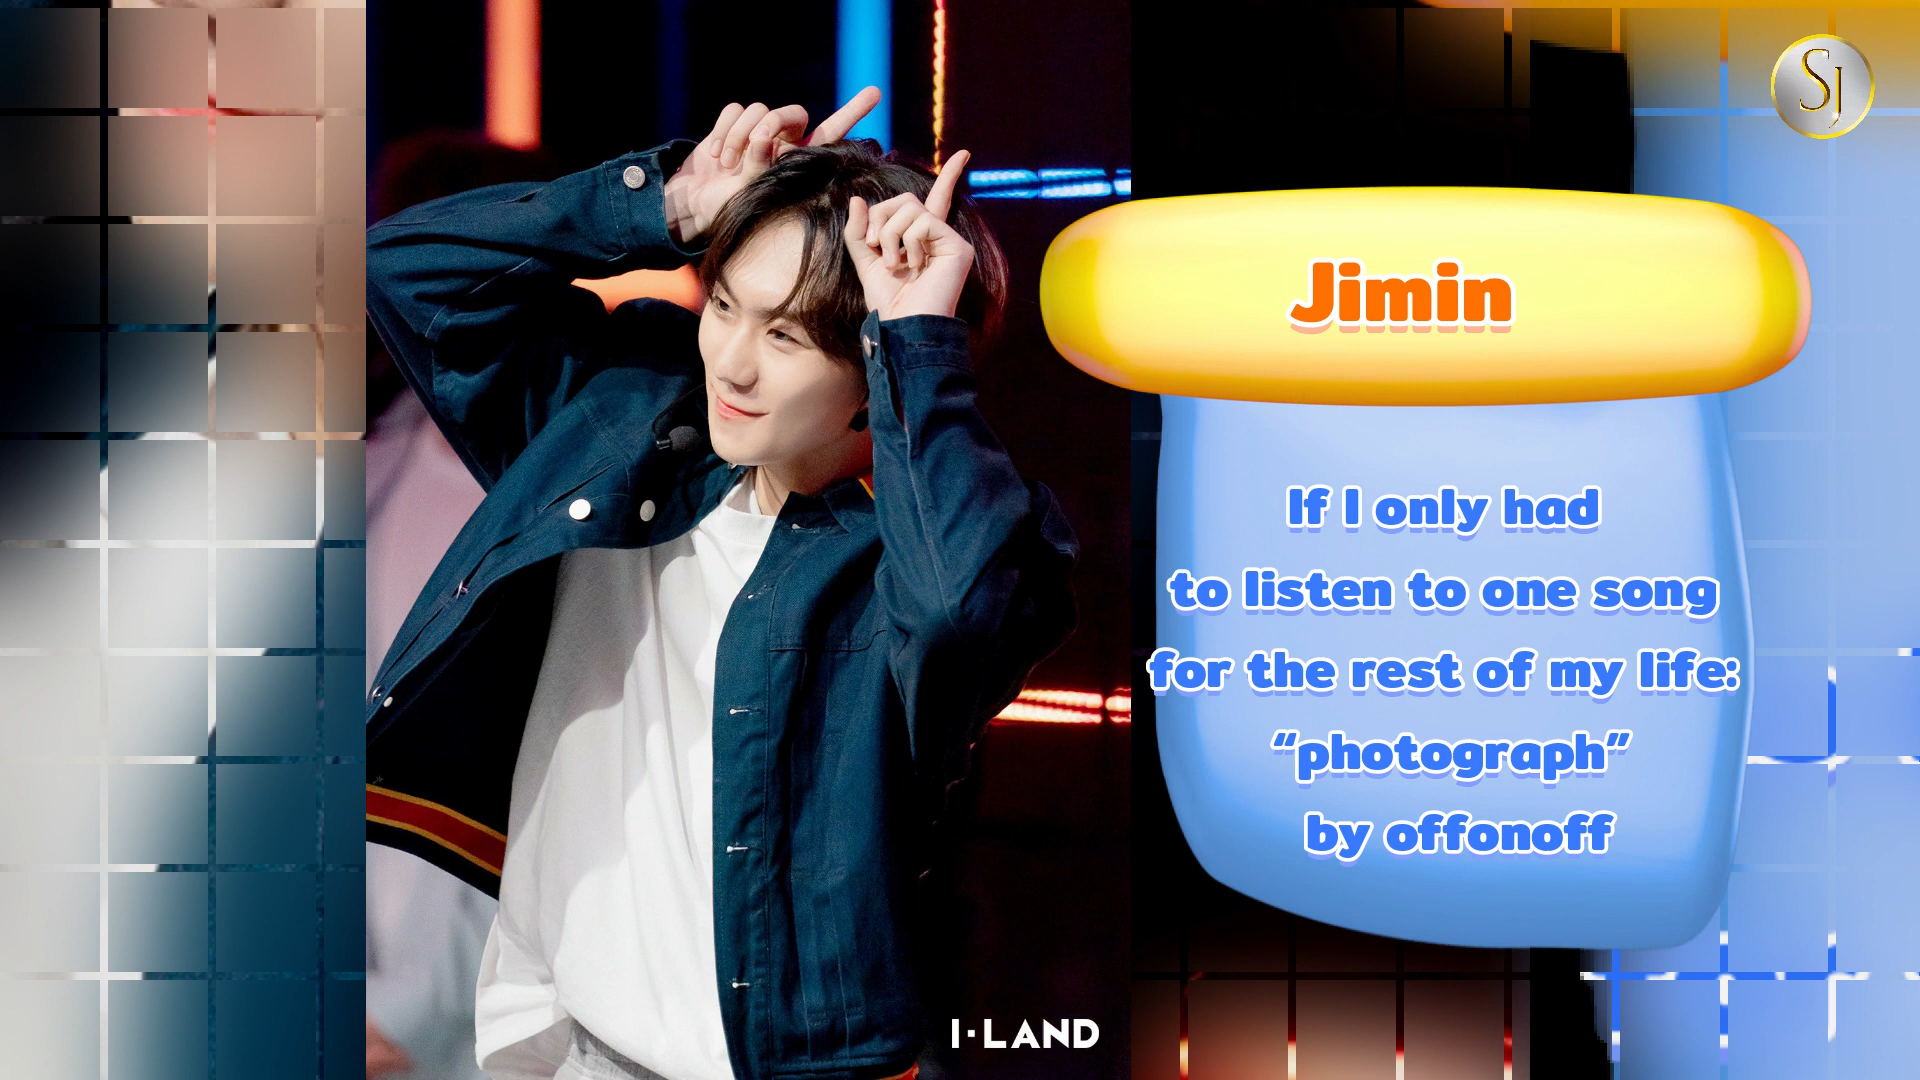 SJ
Jimin
If I only had
to listen to one song
for the rest of my life:
“photograph”
by offonoff
I·LAND